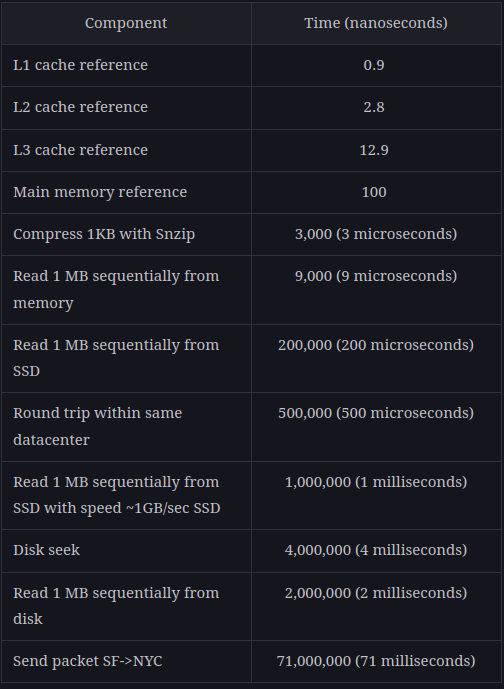 Component Time (nanoseconds)
L1 cache reference 0.9
L2 cache reference 2.8
L3 cache reference 12.9
Main memory reference 100
Compress 1KB with Snzip 3,000 (3 microseconds)
Read 1 MB sequentially from 9,000 (9 microseconds)
memory
Read 1 MB sequentially from 200,000 (200 microseconds)
SSD
Round trip within same 500,000 (500 microseconds)
datacenter
Read 1 MB sequentially from 1,000,000 (1 milliseconds)
SSD with speed ~1GB/sec SSD
Disk seek 4,000,000 (4 milliseconds)
Read 1 MB sequentially from 2,000,000 (2 milliseconds)
disk
Send packet SF->NYC 71,000,000 (71 milliseconds)